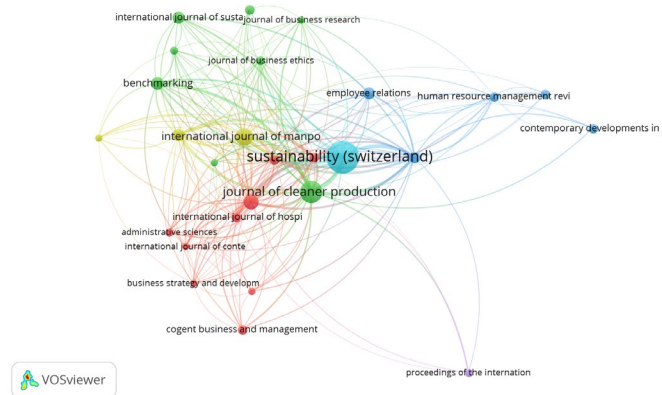 international journal of susta
journal of business research
journal of business ethics
benchmarking
employee relations
human resource management revi
contemporary developments in
international journal of manpo
sustainability (switzerland)
journal of cleaner production
international journal of hospi
administrative sciences
international journal of conte
business strategy and developm
cogent business and management
proceedings of the internation
VOSviewer